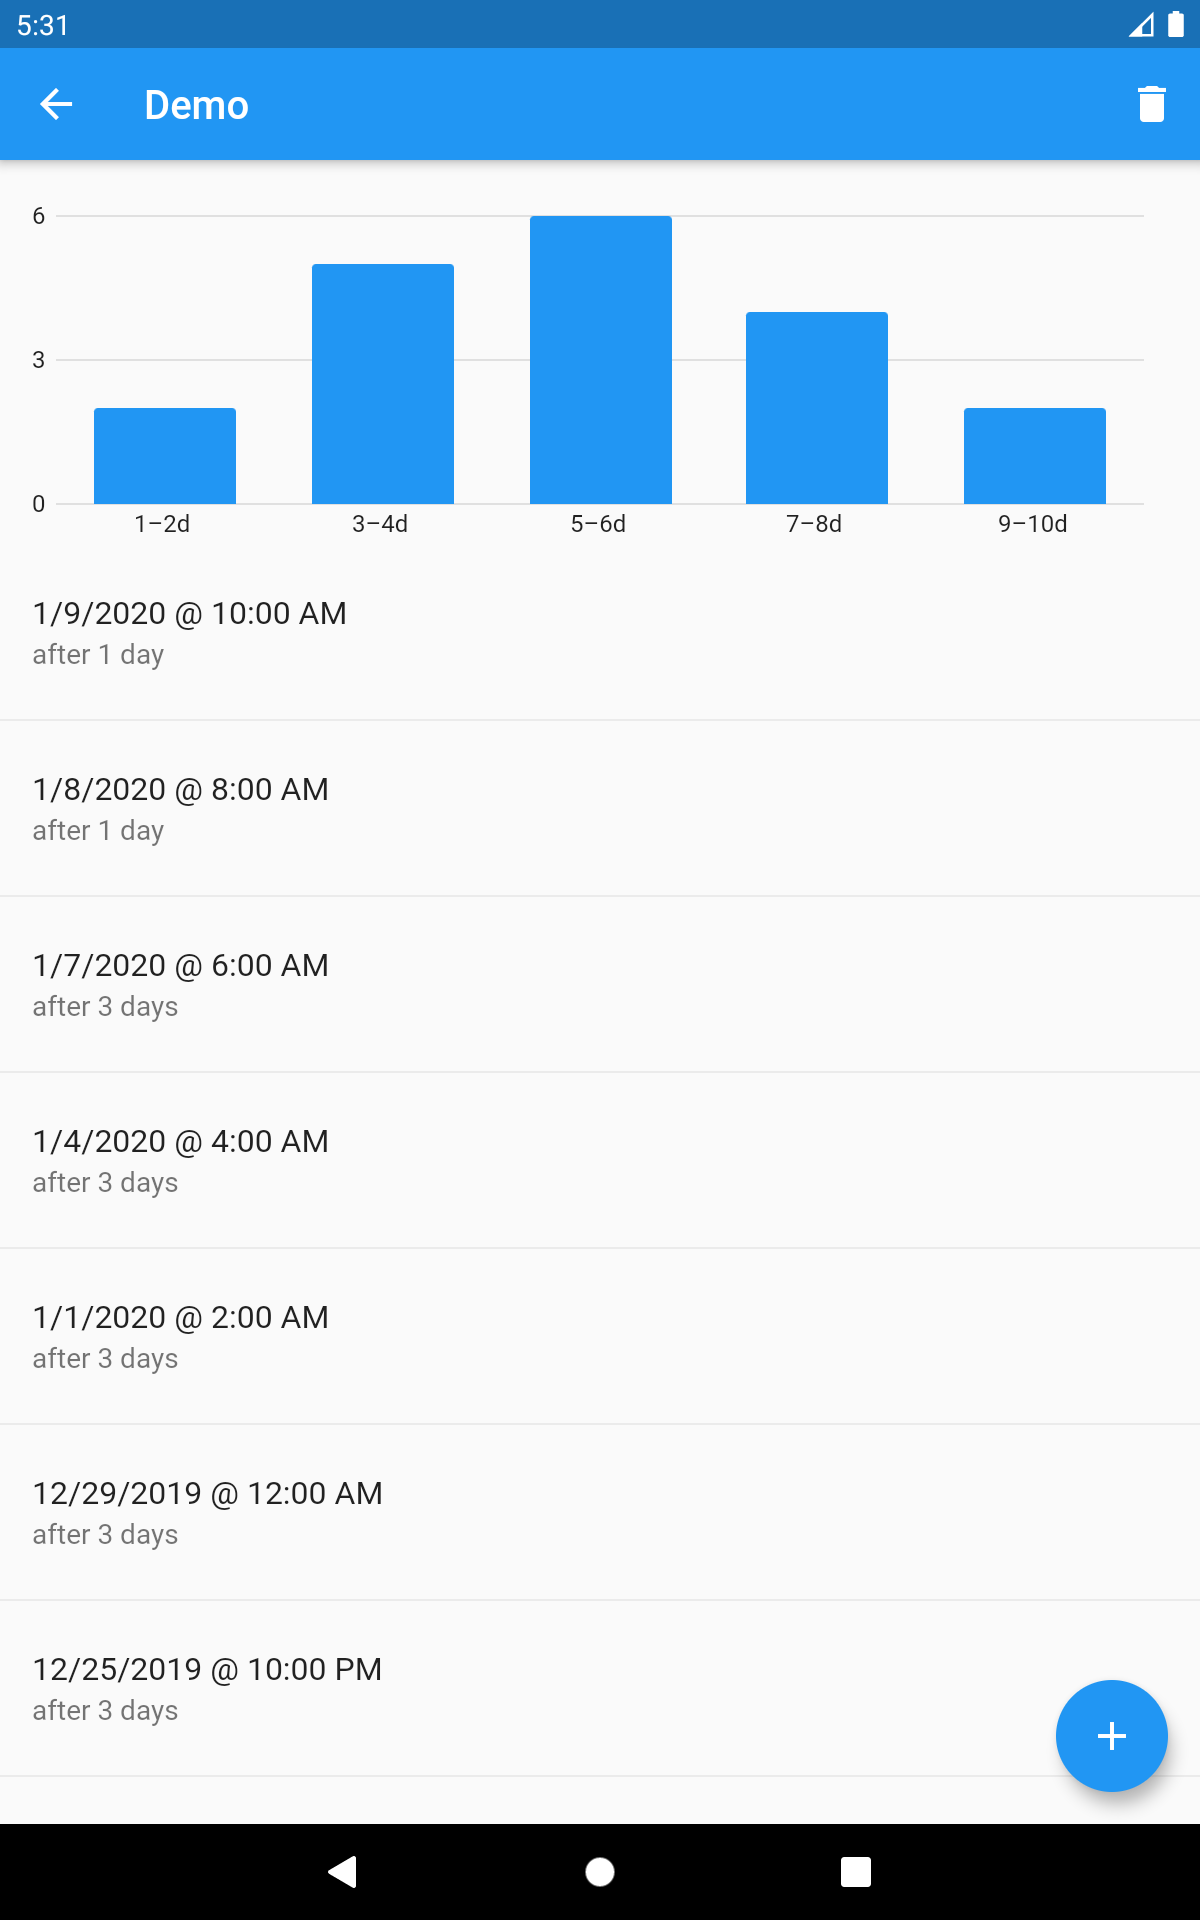 5:31
Demo
6
3
0
1–2d 3–4d 5–6d 7–8d 9–10d
1/9/2020 @ 10:00 AM
after 1 day
1/8/2020 @ 8:00 AM
after 1 day
1/7/2020 @ 6:00 AM
after 3 days
1/4/2020 @ 4:00 AM
after 3 days
1/1/2020 @ 2:00 AM
after 3 days
12/29/2019 @ 12:00 AM
after 3 days
12/25/2019 @ 10:00 PM
after 3 days